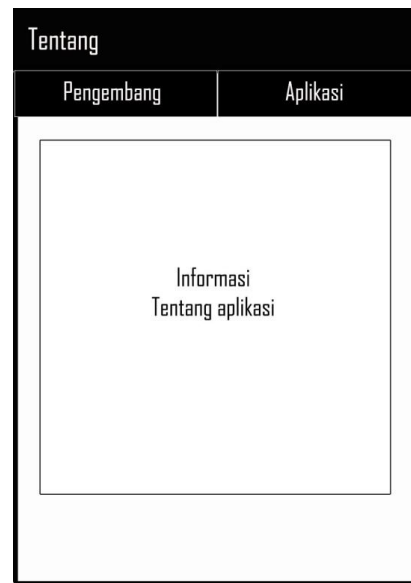 Tentang
Pengembang
Aplikasi
Informasi
Tentang aplikasi